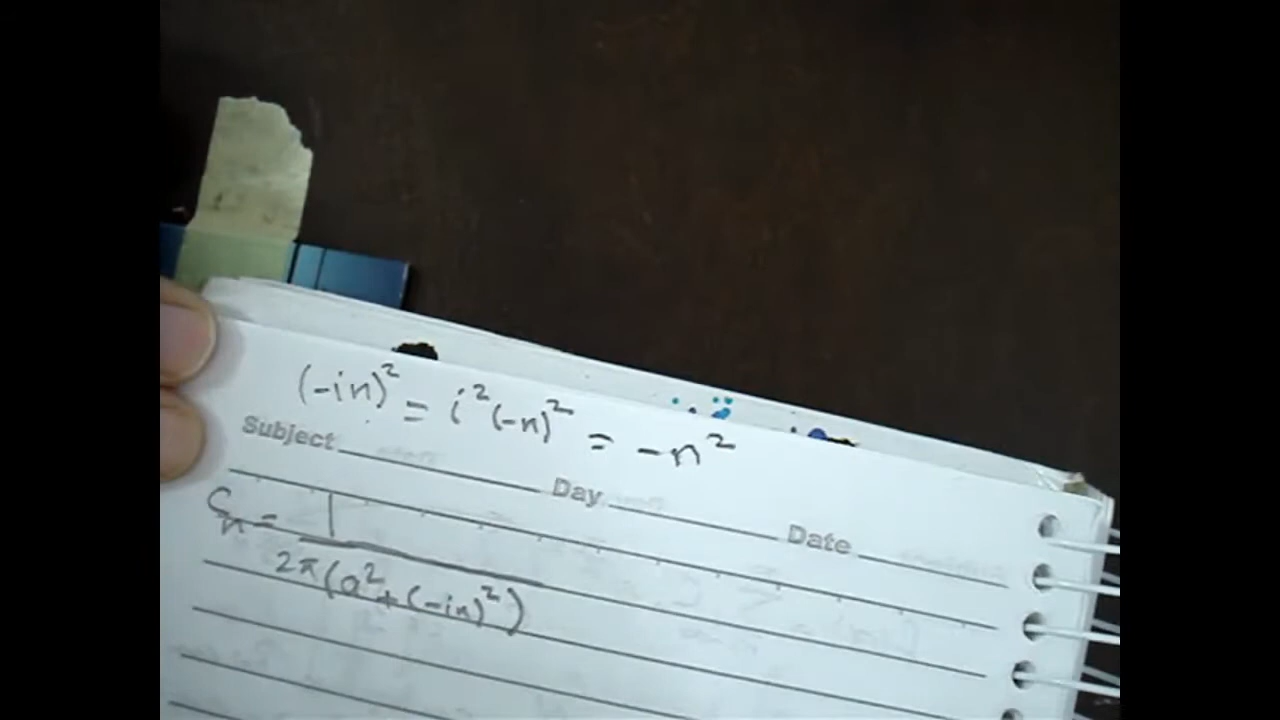 (-in)² = i²(-n)² = -n²
Subject Day Date
Cn = 1
2π(a²+(-in)²)